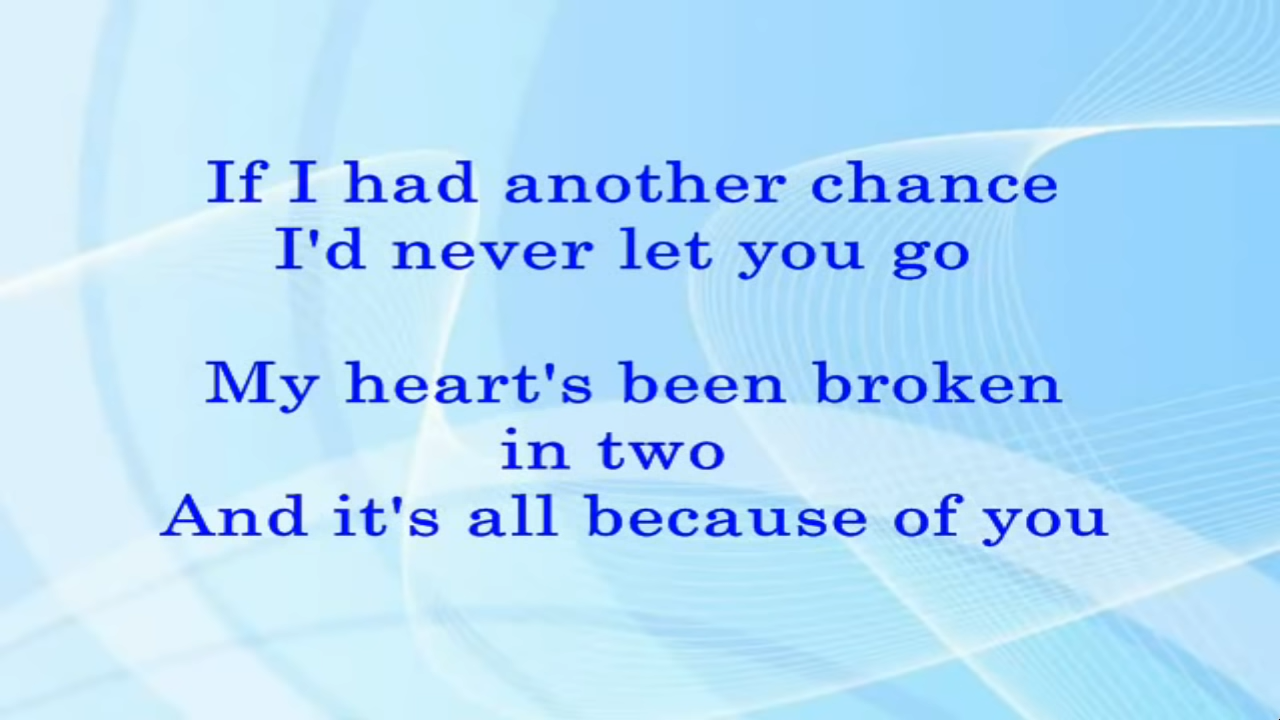 If I had another chance
I'd never let you go
My heart's been broken
in two
And it's all because of you